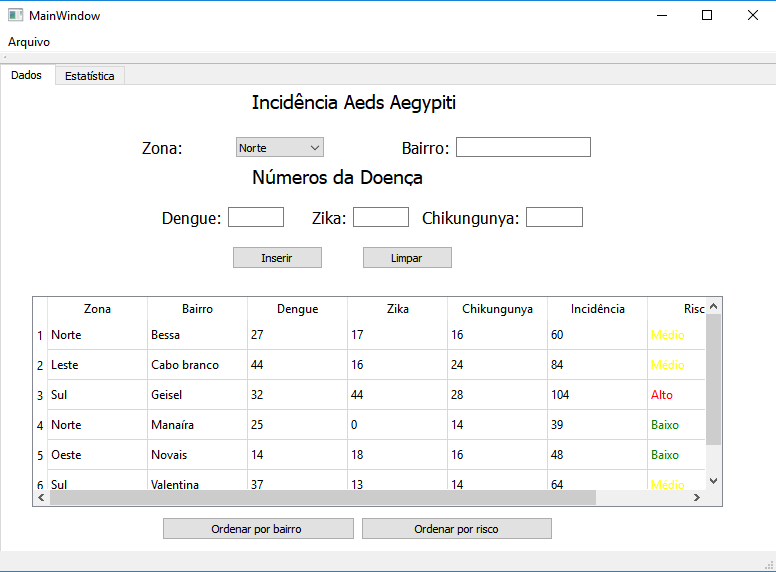 MainWindow
Arquivo
Dados Estatística
Incidência Aeds Aegypiti
Zona: Norte Bairro:
Números da Doença
Dengue: Zika: Chikungunya:
Inserir Limpar
Zona Bairro Dengue Zika Chikungunya Incidência Risc
1 Norte Bessa 27 17 16 60 Médio
2 Leste Cabo branco 44 16 24 84 Médio
3 Sul Geisel 32 44 28 104 Alto
4 Norte Manaíra 25 0 14 39 Baixo
5 Oeste Novais 14 18 16 48 Baixo
6 Sul Valentina 37 13 14 64 Médio
Ordenar por bairro Ordenar por risco